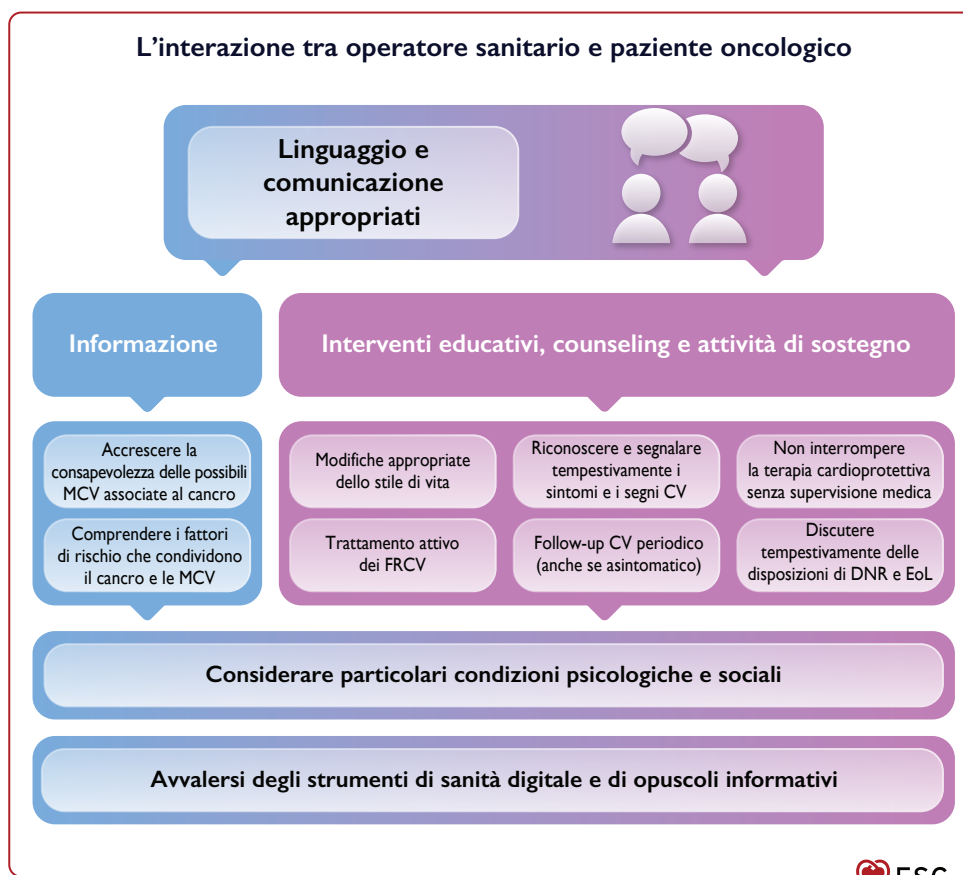 L'interazione tra operatore sanitario e paziente oncologico
Linguaggio e
comunicazione
appropriati
Informazione
Interventi educativi, counseling e attività di sostegno
Accrescere la
consapevolezza delle possibili
MCV associate al cancro
Comprendere i fattori
di rischio che condividono
il cancro e le MCV
Modifiche appropriate
dello stile di vita
Riconoscere e segnalare
tempestivamente i
sintomi e i segni CV
Non interrompere
la terapia cardioprotettiva
senza supervisione medica
Trattamento attivo
dei FRCV
Follow-up CV periodico
(anche se asintomatico)
Discutere
tempestivamente delle
disposizioni di DNR e EoL
Considerare particolari condizioni psicologiche e sociali
Avvalersi degli strumenti di sanità digitale e di opuscoli informativi
ESC